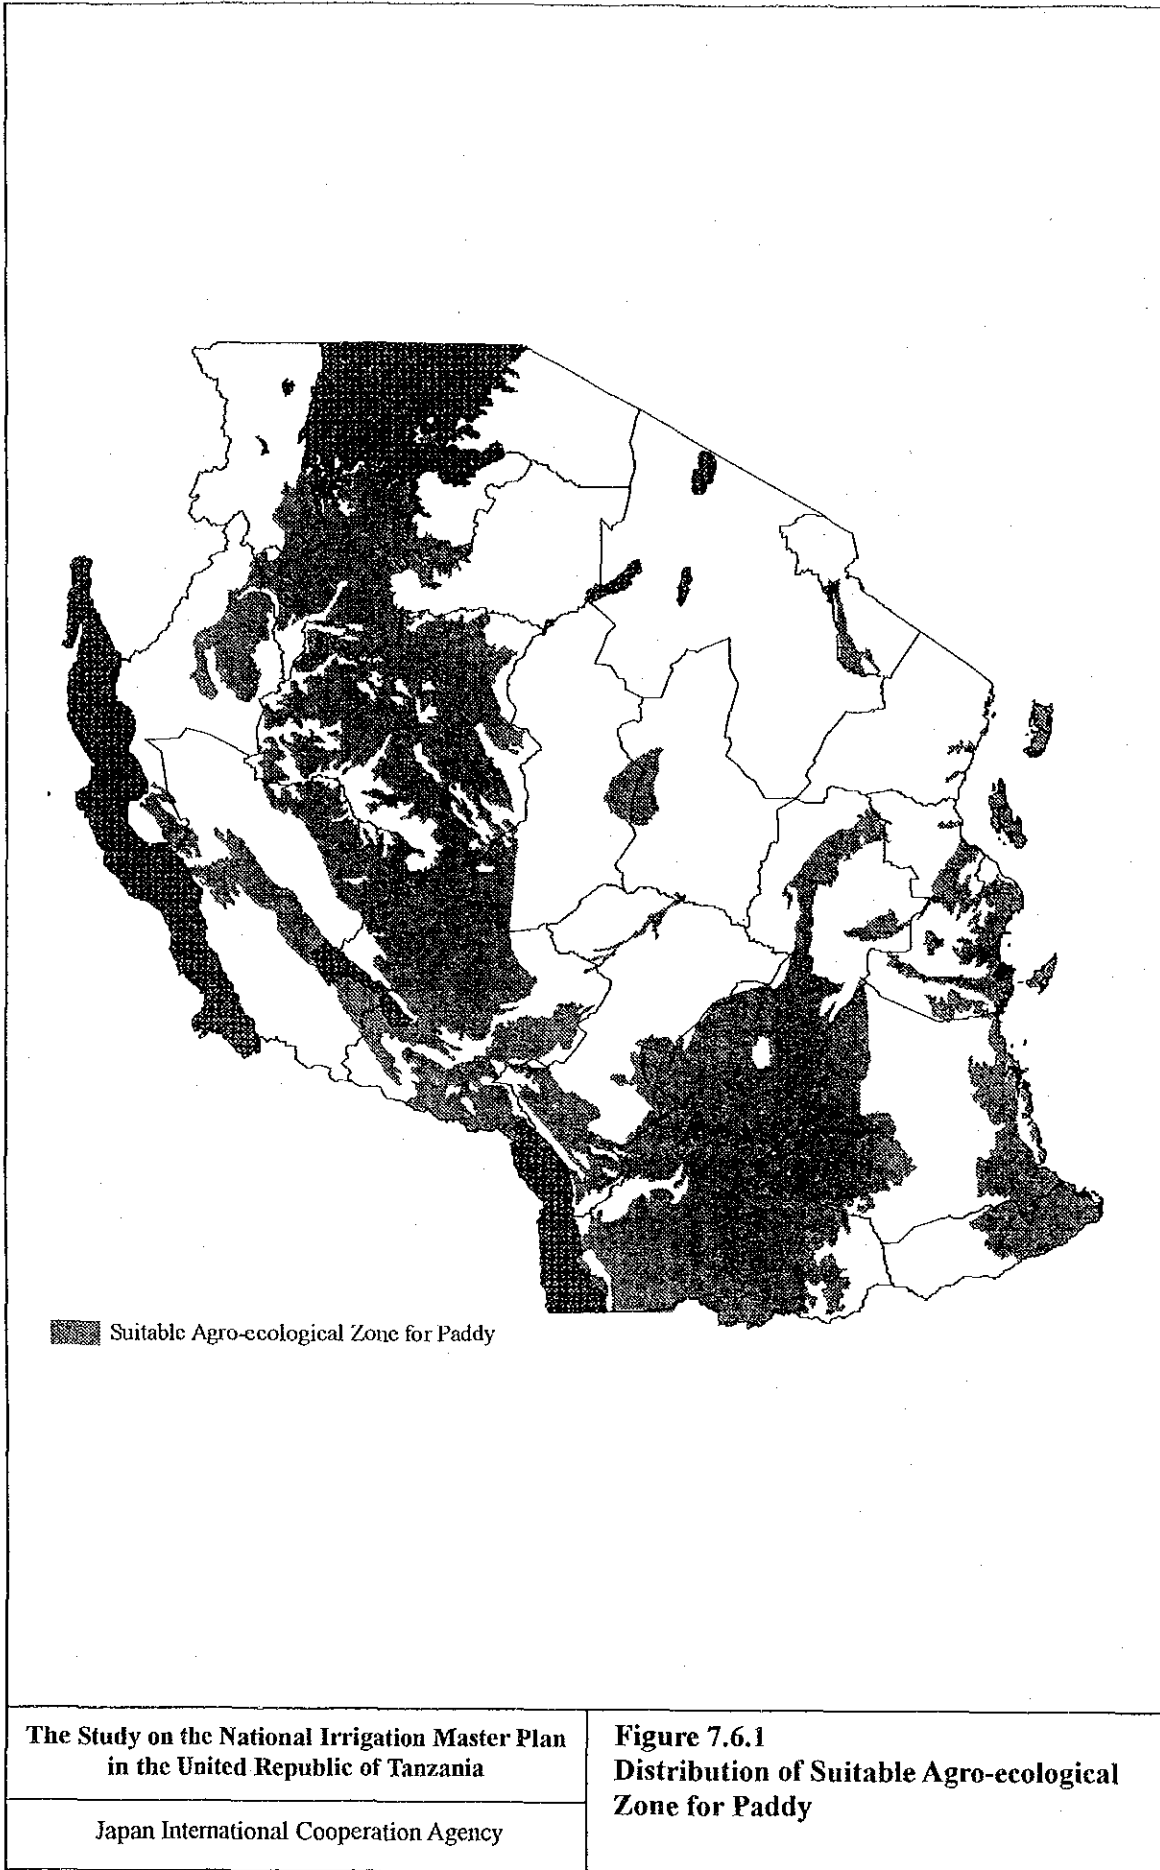 Suitable Agro-ecological Zone for Paddy
The Study on the National Irrigation Master Plan
in the United Republic of Tanzania
Japan International Cooperation Agency
Figure 7.6.1
Distribution of Suitable Agro-ecological
Zone for Paddy